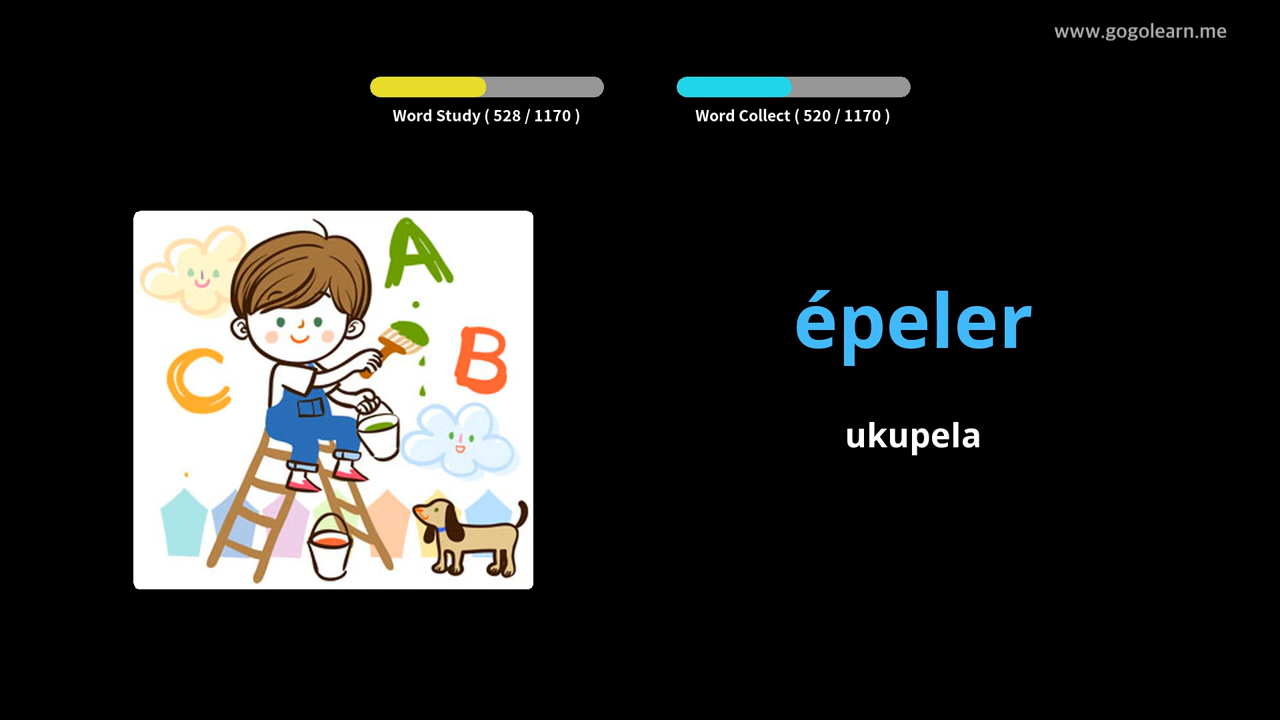 www.gogolearn.me
Word Study ( 528 / 1170 )
Word Collect ( 520 / 1170 )
A
B
C
épeler
ukupela